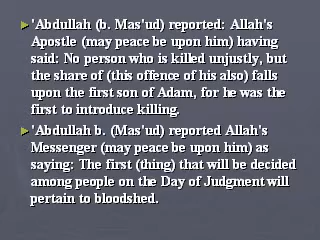 ► 'Abdullah (b. Mas'ud) reported: Allah's
Apostle (may peace be upon him) having
said: No person who is killed unjustly, but
the share of (this offence of his also) falls
upon the first son of Adam, for he was the
first to introduce killing.
► 'Abdullah b. (Mas'ud) reported Allah's
Messenger (may peace be upon him) as
saying: The first (thing) that will be decided
among people on the Day of Judgment will
pertain to bloodshed.